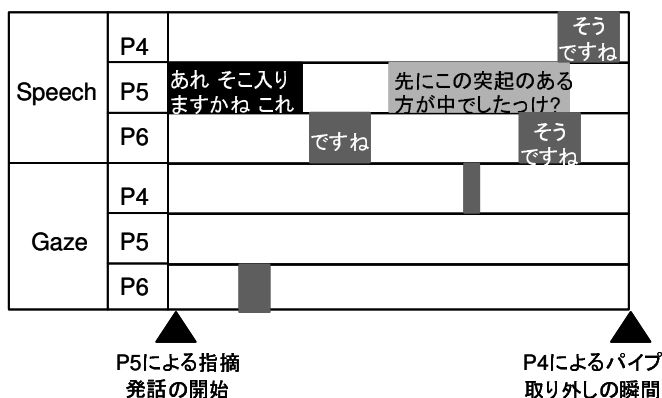 P4
そう
ですね
Speech
P5
あれ そこ入り
ますかね これ
先にこの突起のある
方が中でしたっけ?
P6
ですね
そう
ですね
P4
Gaze
P5
P6
P5による指摘
発話の開始
P4によるパイプ
取り外しの瞬間